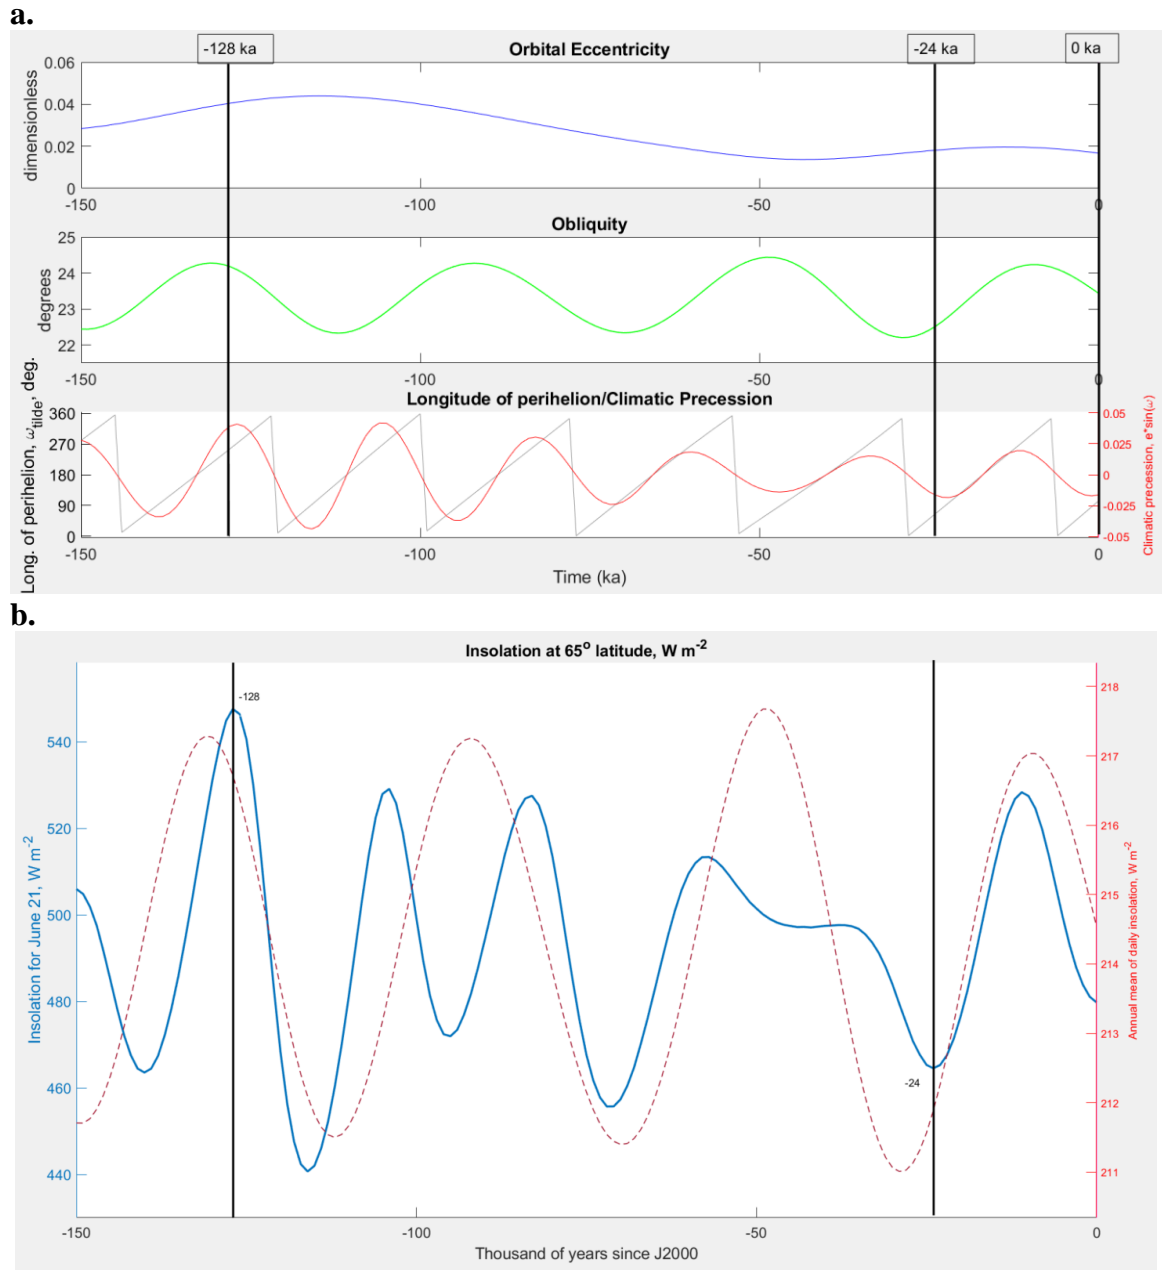 a.
-128 ka
-24 ka
0 ka
Orbital Eccentricity
dimensionless
0.06
0.04
0.02
0
-150
-100
-50
0
Obliquity
degrees
25
24
23
22
-150
-100
-50
0
Longitude of perihelion/Climatic Precession
Long. of perihelion, ω_tilde, deg.
360
270
180
90
0
0.05
0.025
0
-0.025
-0.05
Climatic precession, e*sin(ω)
-150
-100
-50
0
Time (ka)
b.
Insolation at 65° latitude, W m⁻²
-128
-24
Insolation for June 21, W m⁻²
540
520
500
480
460
440
218
217
216
215
214
213
212
211
Annual mean of daily insolation, W m⁻²
-150
-100
-50
0
Thousand of years since J2000